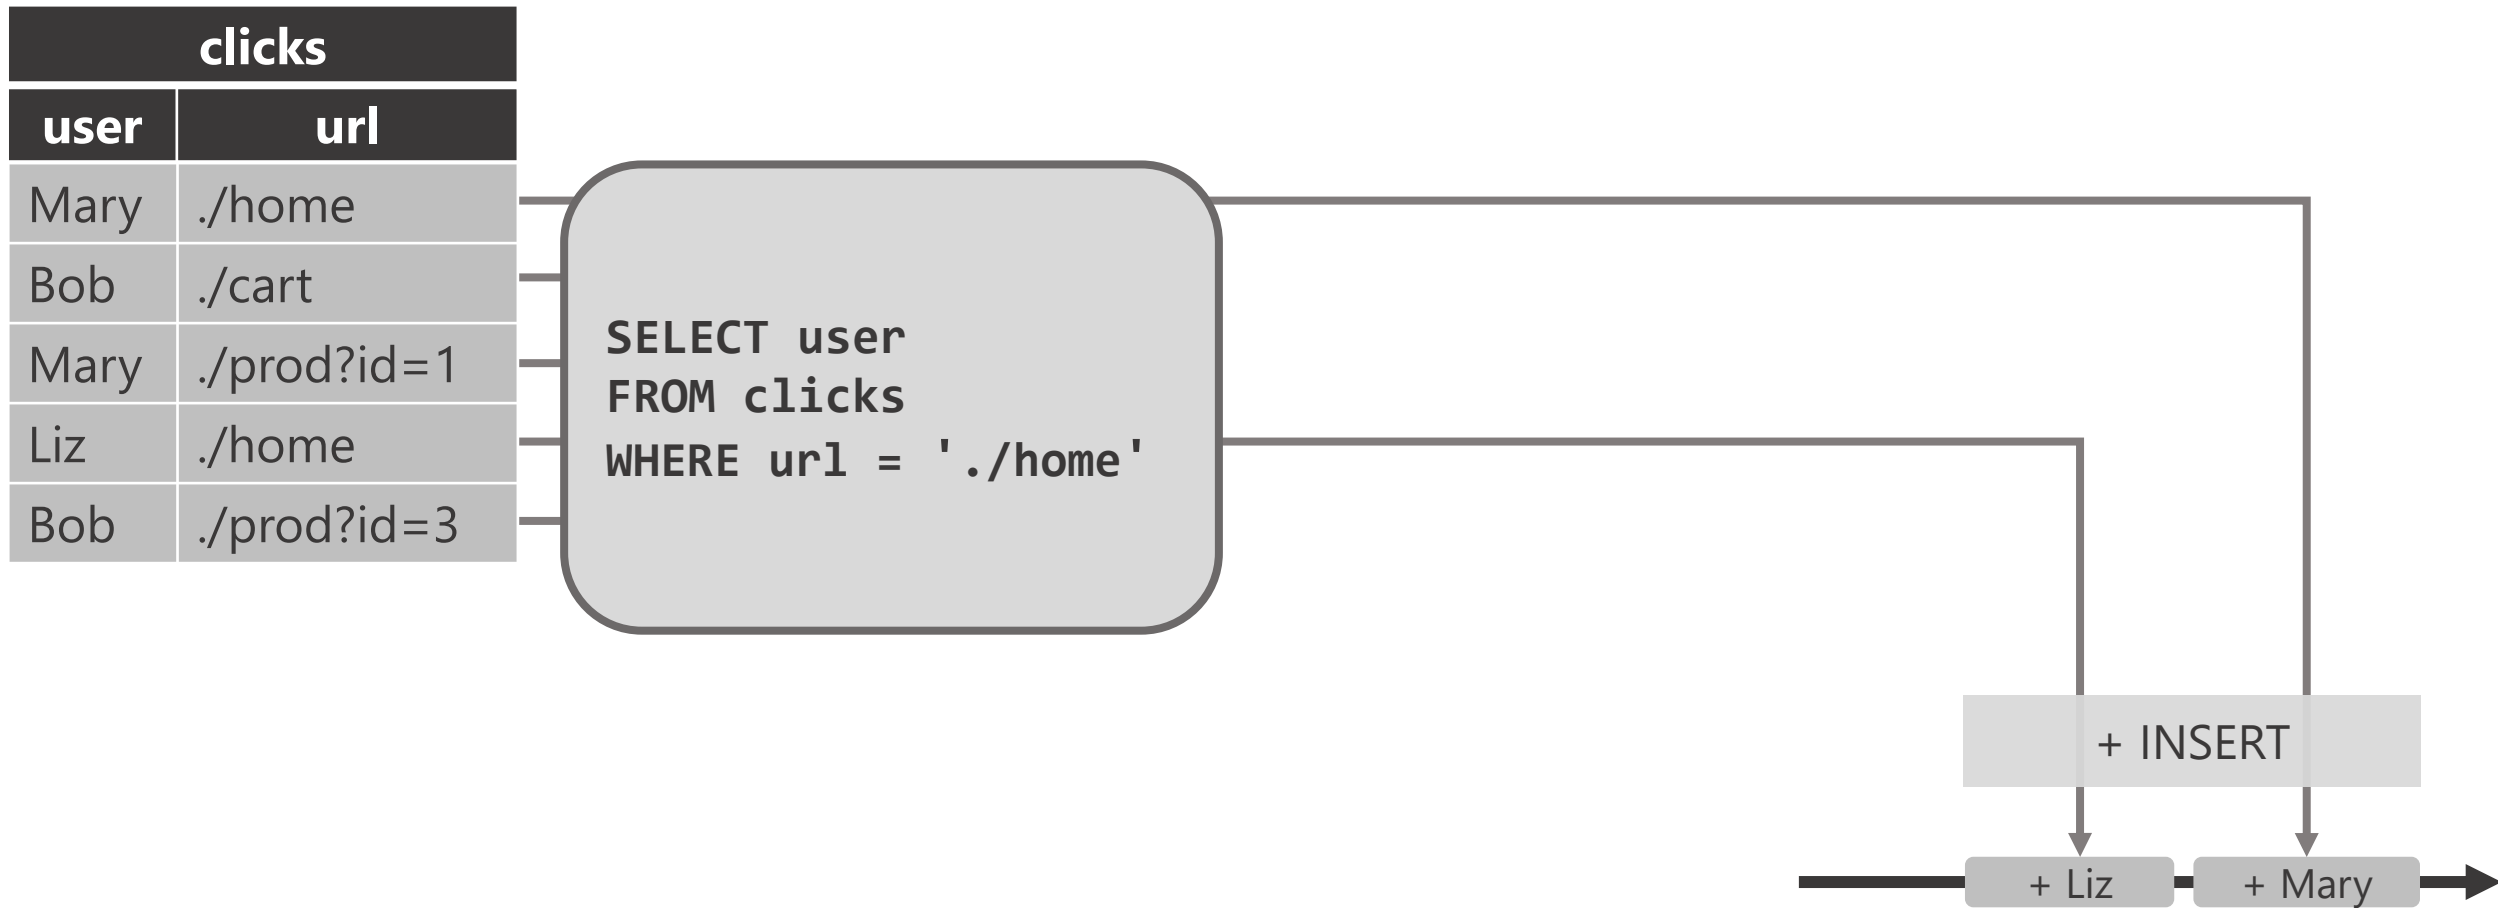 clicks
user url
Mary ./home
Bob ./cart
Mary ./prod?id=1
Liz ./home
Bob ./prod?id=3
SELECT user
FROM clicks
WHERE url = './home'
+ INSERT
+ Liz + Mary